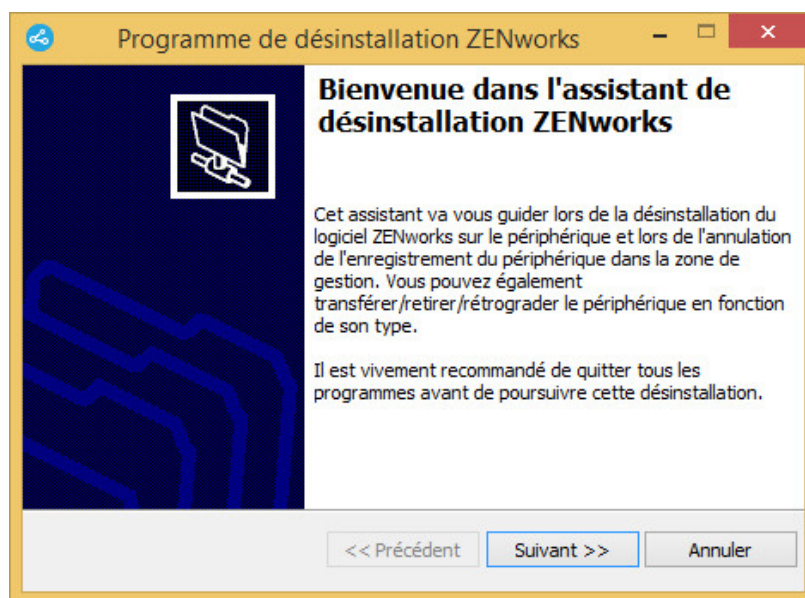 Programme de désinstallation ZENworks
Bienvenue dans l'assistant de
désinstallation ZENworks
Cet assistant va vous guider lors de la désinstallation du
logiciel ZENworks sur le périphérique et lors de l'annulation
de l'enregistrement du périphérique dans la zone de
gestion. Vous pouvez également
transférer/retirer/rétrograder le périphérique en fonction
de son type.
Il est vivement recommandé de quitter tous les
programmes avant de poursuivre cette désinstallation.
<< Précédent Suivant >> Annuler